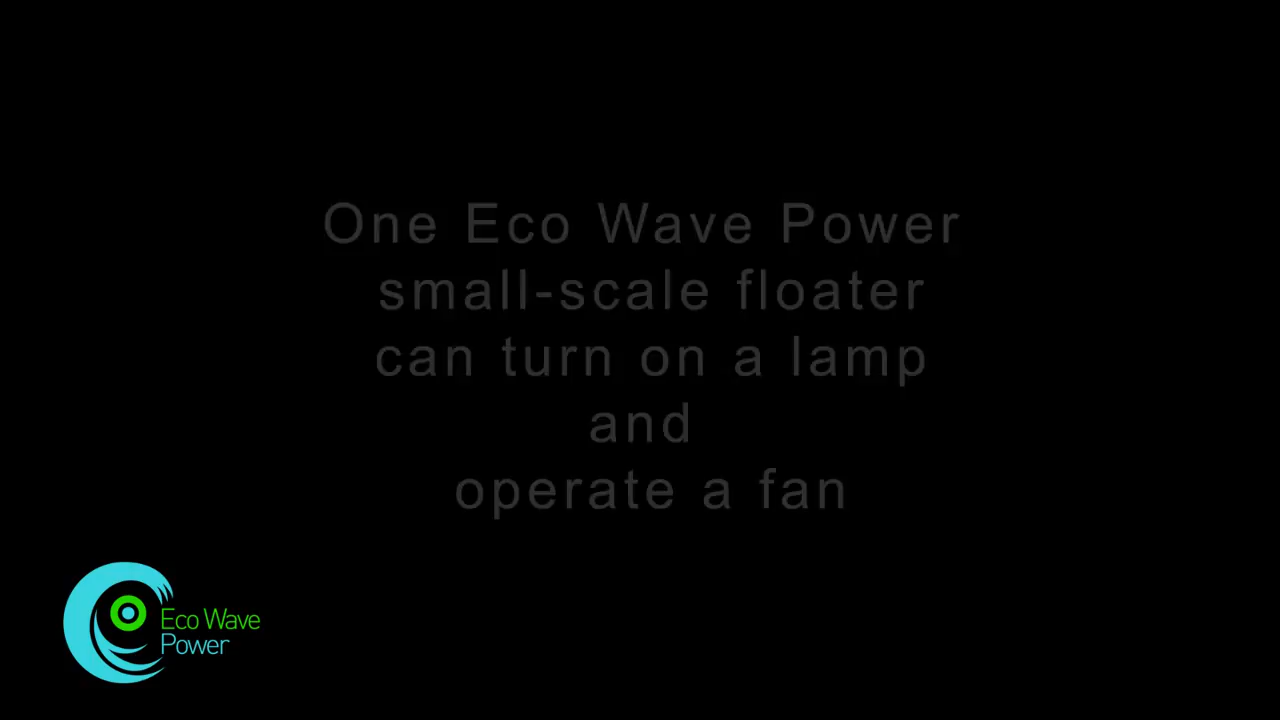 One Eco Wave Power
small-scale floater
can turn on a lamp
and
operate a fan
Eco Wave
Power